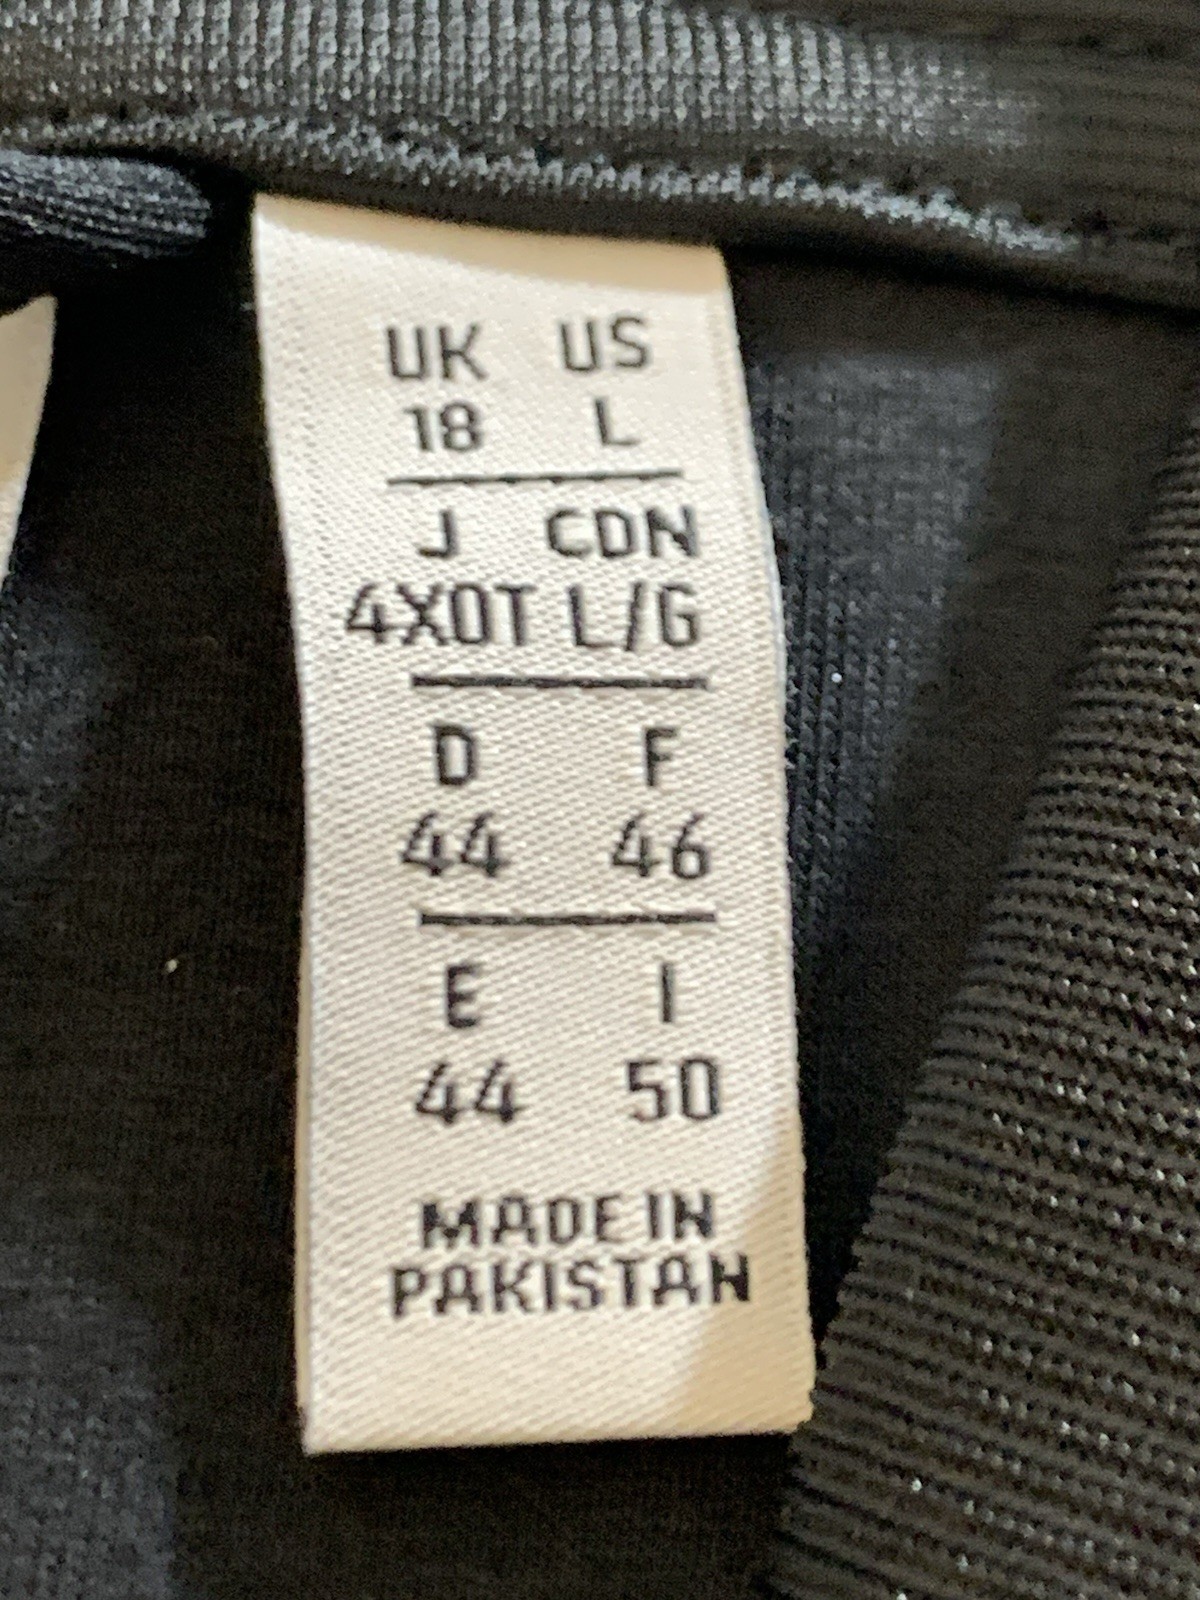 UK US
18 L
J CDN
4XOT L/G
D F
44 46
E I
44 50
MADE IN
PAKISTAN